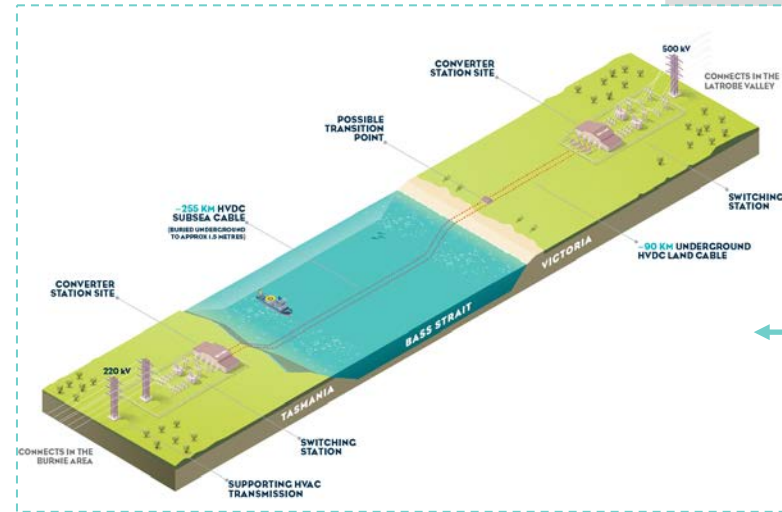 500 kV
CONVERTER
STATION SITE
CONNECTS IN THE
LATROBE VALLEY
POSSIBLE
TRANSITION
POINT
SWITCHING
STATION
~255 KM HVDC
SUBSEA CABLE
(BURIED UNDERGROUND
TO APPROX 1.5 METRES)
~90 KM UNDERGROUND
HVDC LAND CABLE
VICTORIA
CONVERTER
STATION SITE
BASS STRAIT
220 kV
TASMANIA
SWITCHING
STATION
CONNECTS IN THE
BURNIE AREA
SUPPORTING HVAC
TRANSMISSION